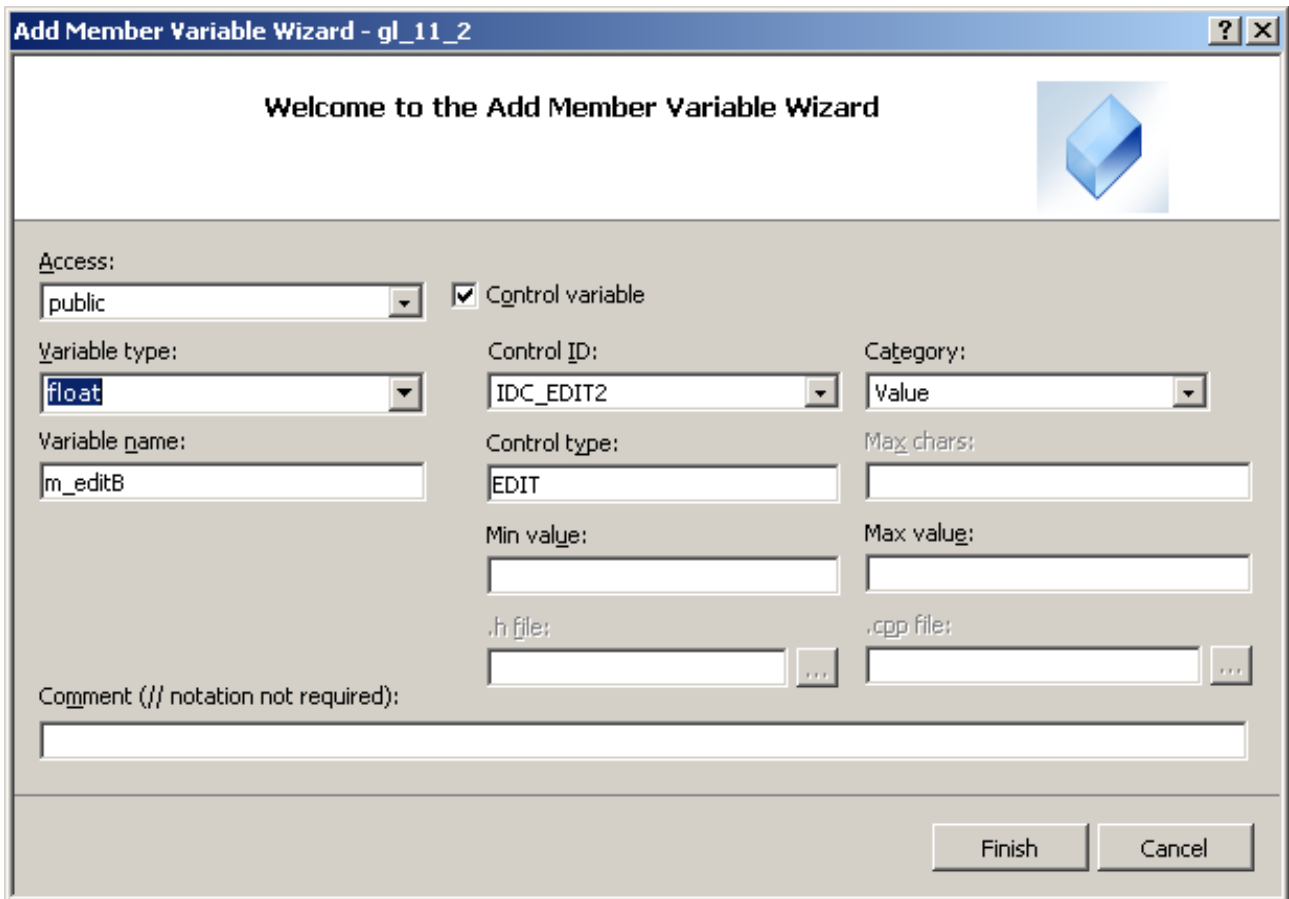 Add Member Variable Wizard - gl_11_2
Welcome to the Add Member Variable Wizard
Access:
public
Control variable
Variable type:
Control ID:
Category:
float
IDC_EDIT2
Value
Variable name:
Control type:
Max chars:
m_editB
EDIT
Min value:
Max value:
.h file:
.cpp file:
...
...
Comment (// notation not required):
Finish
Cancel